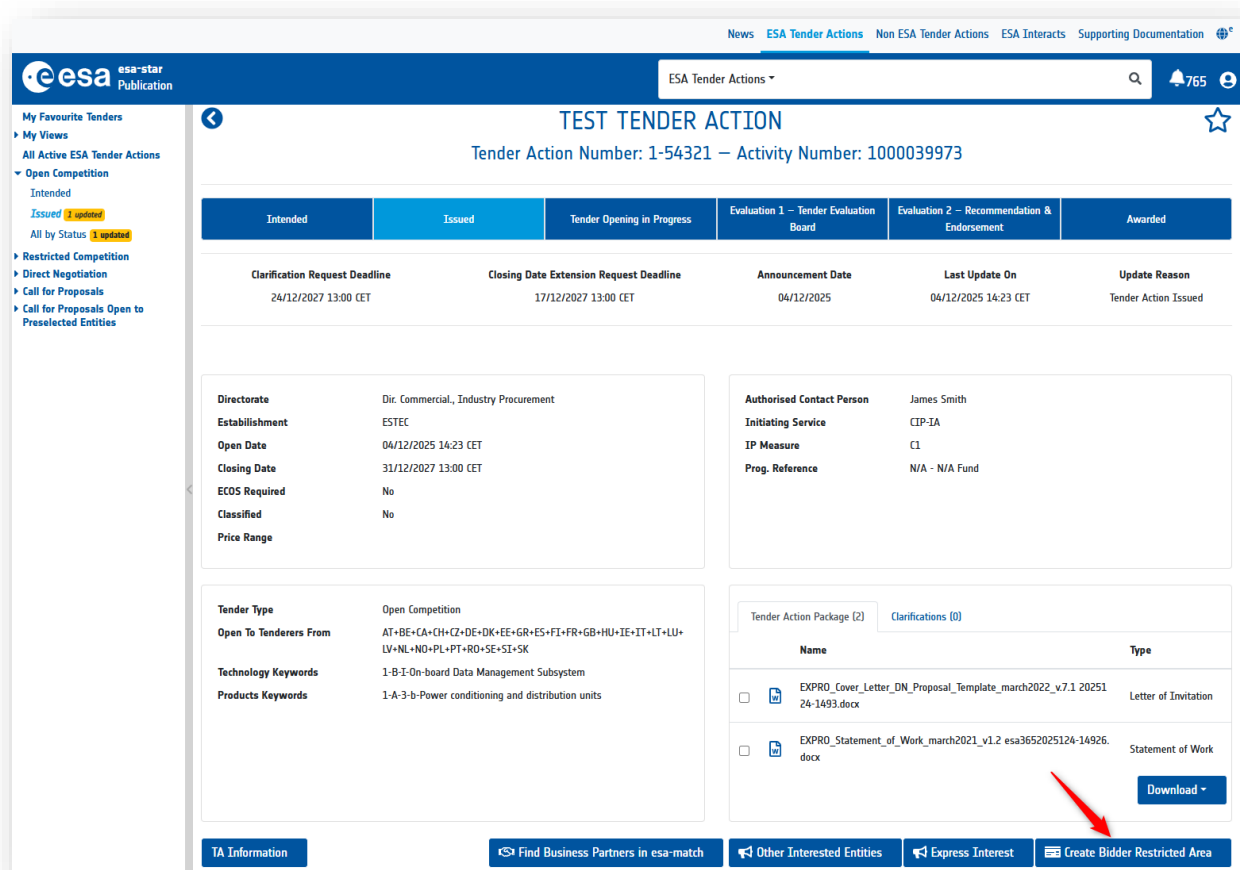 News ESA Tender Actions Non ESA Tender Actions ESA Interacts Supporting Documentation e
esa esa-star Publication
ESA Tender Actions
765
My Favourite Tenders
My Views
All Active ESA Tender Actions
Open Competition
Intended
Issued 1 updated
All by Status 1 updated
Restricted Competition
Direct Negotiation
Call for Proposals
Call for Proposals Open to
Preselected Entities
TEST TENDER ACTION
Tender Action Number: 1-54321 — Activity Number: 1000039973
Intended
Issued
Tender Opening in Progress
Evaluation 1 – Tender Evaluation
Board
Evaluation 2 – Recommendation &
Endorsement
Awarded
Clarification Request Deadline
24/12/2027 13:00 CET
Closing Date Extension Request Deadline
17/12/2027 13:00 CET
Announcement Date
04/12/2025
Last Update On
04/12/2025 14:23 CET
Update Reason
Tender Action Issued
Directorate Dir. Commercial., Industry Procurement
Establishment ESTEC
Open Date 04/12/2025 14:23 CET
Closing Date 31/12/2027 13:00 CET
ECOS Required No
Classified No
Price Range
Authorised Contact Person James Smith
Initiating Service CIP-IA
IP Measure C1
Prog. Reference N/A - N/A Fund
Tender Type Open Competition
Open To Tenderers From AT+BE+CA+CH+CZ+DE+DK+EE+GR+ES+FI+FR+GB+HU+IE+IT+LT+LU+
LV+NL+NO+PL+PT+RO+SE+SI+SK
Technology Keywords 1-B-I-On-board Data Management Subsystem
Products Keywords 1-A-3-b-Power conditioning and distribution units
Tender Action Package (2) Clarifications (0)
Name Type
EXPRO_Cover_Letter_DN_Proposal_Template_march2022_v.7.1 20251
24-1493.docx
Letter of Invitation
EXPRO_Statement_of_Work_march2021_v1.2 esa3652025124-14926.
docx
Statement of Work
Download
TA Information
Find Business Partners in esa-match
Other Interested Entities
Express Interest
Create Bidder Restricted Area